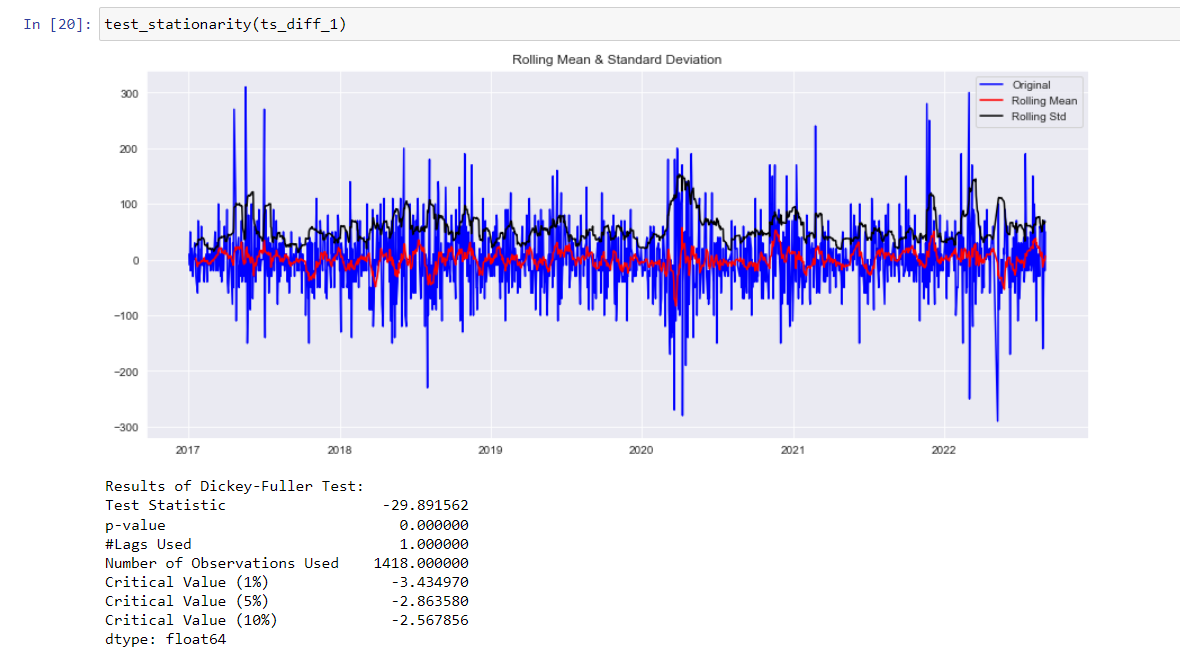 In [20]: test_stationarity(ts_diff_1)
Rolling Mean & Standard Deviation
Original
Rolling Mean
Rolling Std
300
200
100
0
−100
−200
−300
2017 2018 2019 2020 2021 2022
Results of Dickey-Fuller Test:
Test Statistic -29.891562
p-value 0.000000
#Lags Used 1.000000
Number of Observations Used 1418.000000
Critical Value (1%) -3.434970
Critical Value (5%) -2.863580
Critical Value (10%) -2.567856
dtype: float64